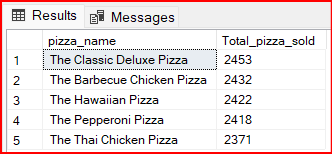 Results Messages
pizza_name Total_pizza_sold
1 The Classic Deluxe Pizza 2453
2 The Barbecue Chicken Pizza 2432
3 The Hawaiian Pizza 2422
4 The Pepperoni Pizza 2418
5 The Thai Chicken Pizza 2371